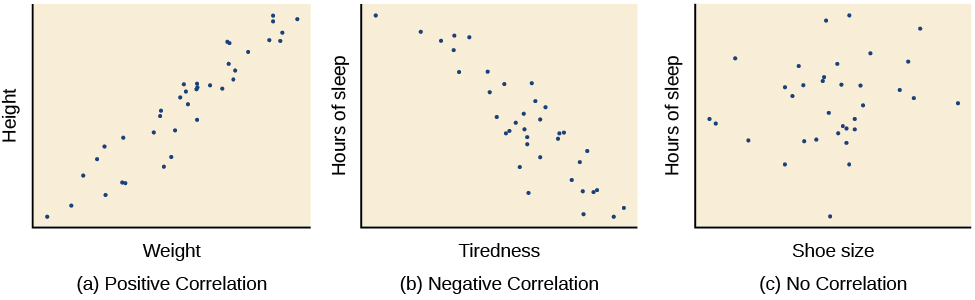 Height
Weight
(a) Positive Correlation
Hours of sleep
Tiredness
(b) Negative Correlation
Hours of sleep
Shoe size
(c) No Correlation